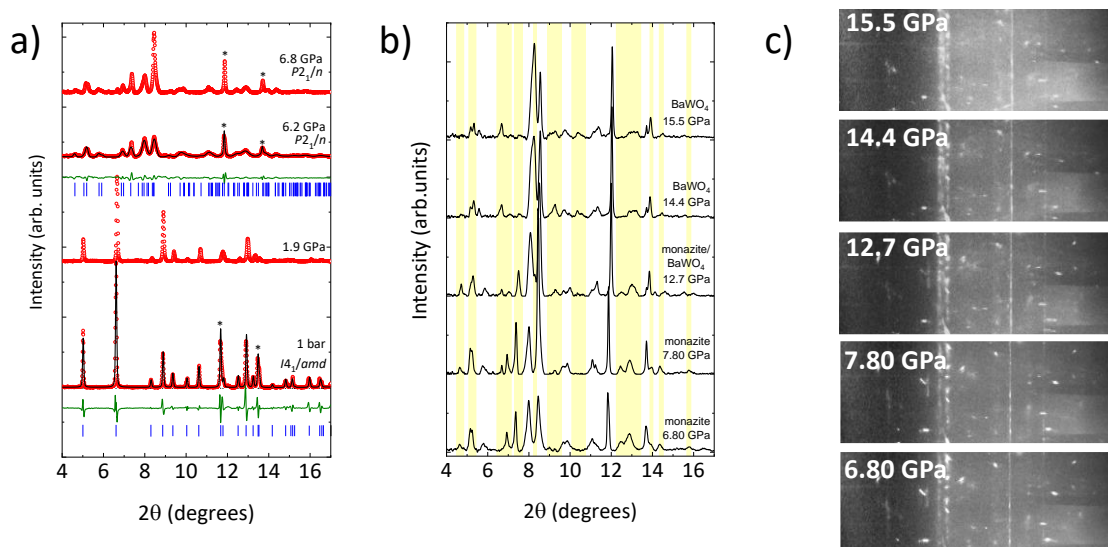 a)
Intensity (arb.units)
6.8 GPa
P2₁/n
*
*
6.2 GPa
P2₁/n
*
*
1.9 GPa
1 bar
I4₁/amd
*
*
4 6 8 10 12 14 16
2θ (degrees)
b)
Intensity (arb.units)
BaWO₄
15.5 GPa
BaWO₄
14.4 GPa
monazite/
BaWO₄
12.7 GPa
monazite
7.80 GPa
monazite
6.80 GPa
4 6 8 10 12 14 16
2θ (degrees)
c)
15.5 GPa
14.4 GPa
12.7 GPa
7.80 GPa
6.80 GPa